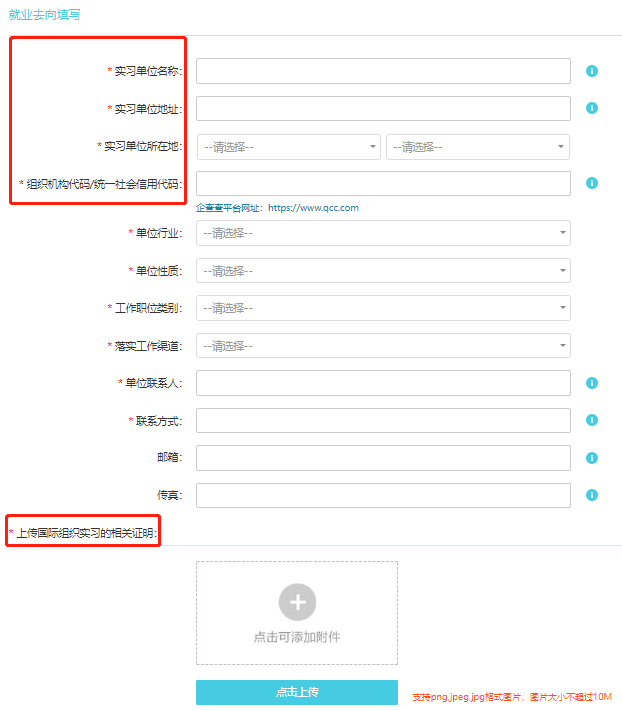 就业去向填写
* 实习单位名称:
* 实习单位地址:
* 实习单位所在地: --请选择-- --请选择--
* 组织机构代码/统一社会信用代码:
企查查平台网址: https://www.qcc.com
* 单位行业: --请选择--
* 单位性质: --请选择--
* 工作职位类别: --请选择--
* 落实工作渠道: --请选择--
* 单位联系人:
* 联系方式:
邮箱:
传真:
* 上传国际组织实习的相关证明:
点击可添加附件
点击上传 支持png,jpeg,jpg格式图片，图片大小不超过10M